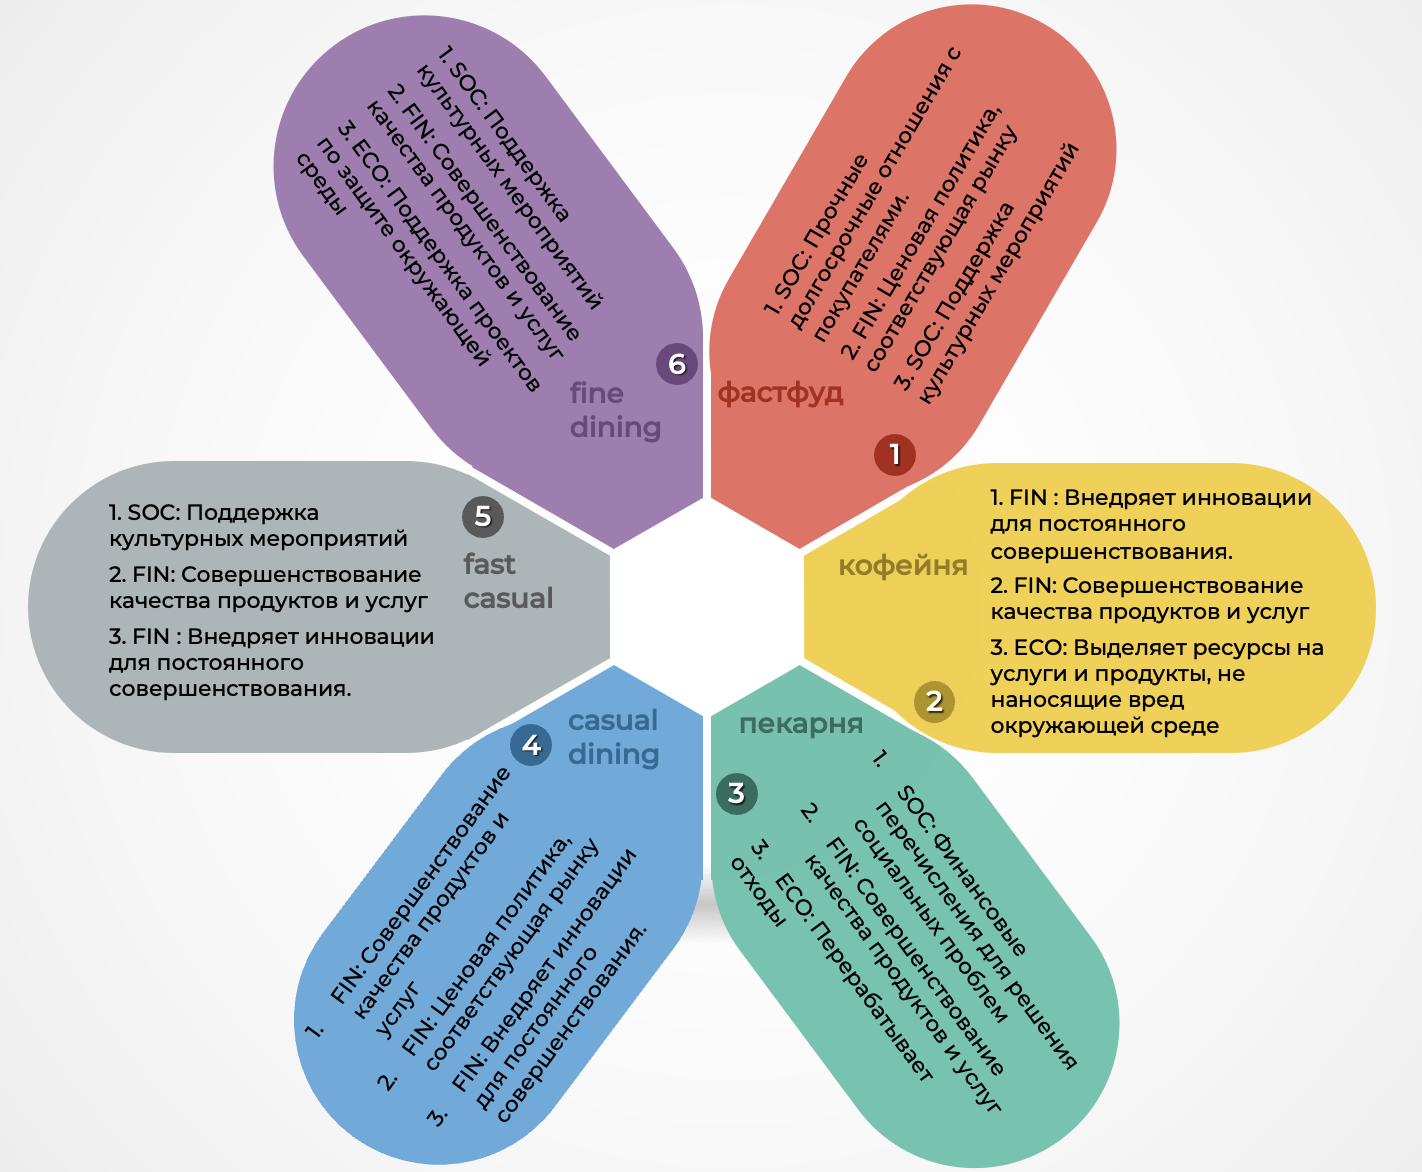 фастфуд
1
1. SOC: Прочные
долгосрочные отношения с
покупателями.
2. FIN: Ценовая политика,
соответствующая рынку
3. SOC: Поддержка
культурных мероприятий
кофейня
2
1. FIN : Внедряет инновации
для постоянного
совершенствования.
2. FIN: Совершенствование
качества продуктов и услуг
3. ECO: Выделяет ресурсы на
услуги и продукты, не
наносящие вред
окружающей среде
пекарня
3
1. SOC: Финансовые
перечисления для решения
социальных проблем
2. FIN: Совершенствование
качества продуктов и услуг
3. ECO: Перерабатывает
отходы
casual
dining
4
1. FIN: Совершенствование
качества продуктов и
услуг
2. FIN: Ценовая политика,
соответствующая рынку
3. FIN: Внедряет инновации
для постоянного
совершенствования.
fast
casual
5
1. SOC: Поддержка
культурных мероприятий
2. FIN: Совершенствование
качества продуктов и услуг
3. FIN : Внедряет инновации
для постоянного
совершенствования.
fine
dining
6
1. SOC: Поддержка
культурных мероприятий
2. FIN: Совершенствование
качества продуктов и услуг
3. ECO: Поддержка проектов
по защите окружающей
среды